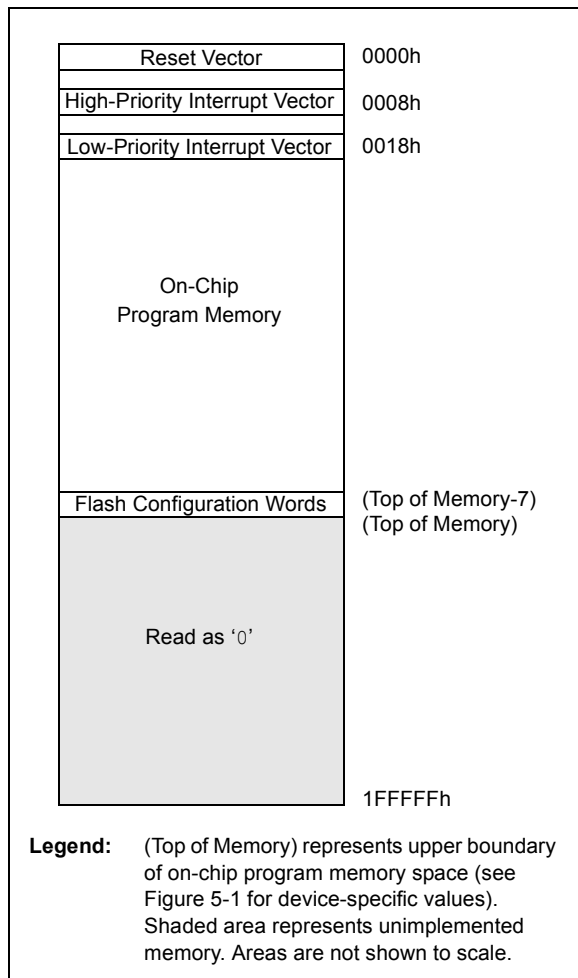 Reset Vector 0000h
High-Priority Interrupt Vector 0008h
Low-Priority Interrupt Vector 0018h
On-Chip
Program Memory
Flash Configuration Words (Top of Memory-7)
(Top of Memory)
Read as ‘0’
1FFFFFh
Legend: (Top of Memory) represents upper boundary
of on-chip program memory space (see
Figure 5-1 for device-specific values).
Shaded area represents unimplemented
memory. Areas are not shown to scale.